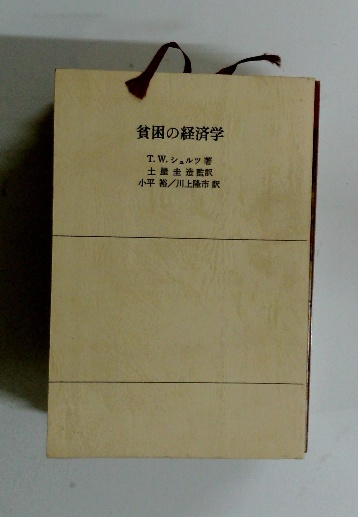 貧困の経済学
T. W. シュルツ 著
土屋圭造 監訳
小平 裕／川上隆市 訳